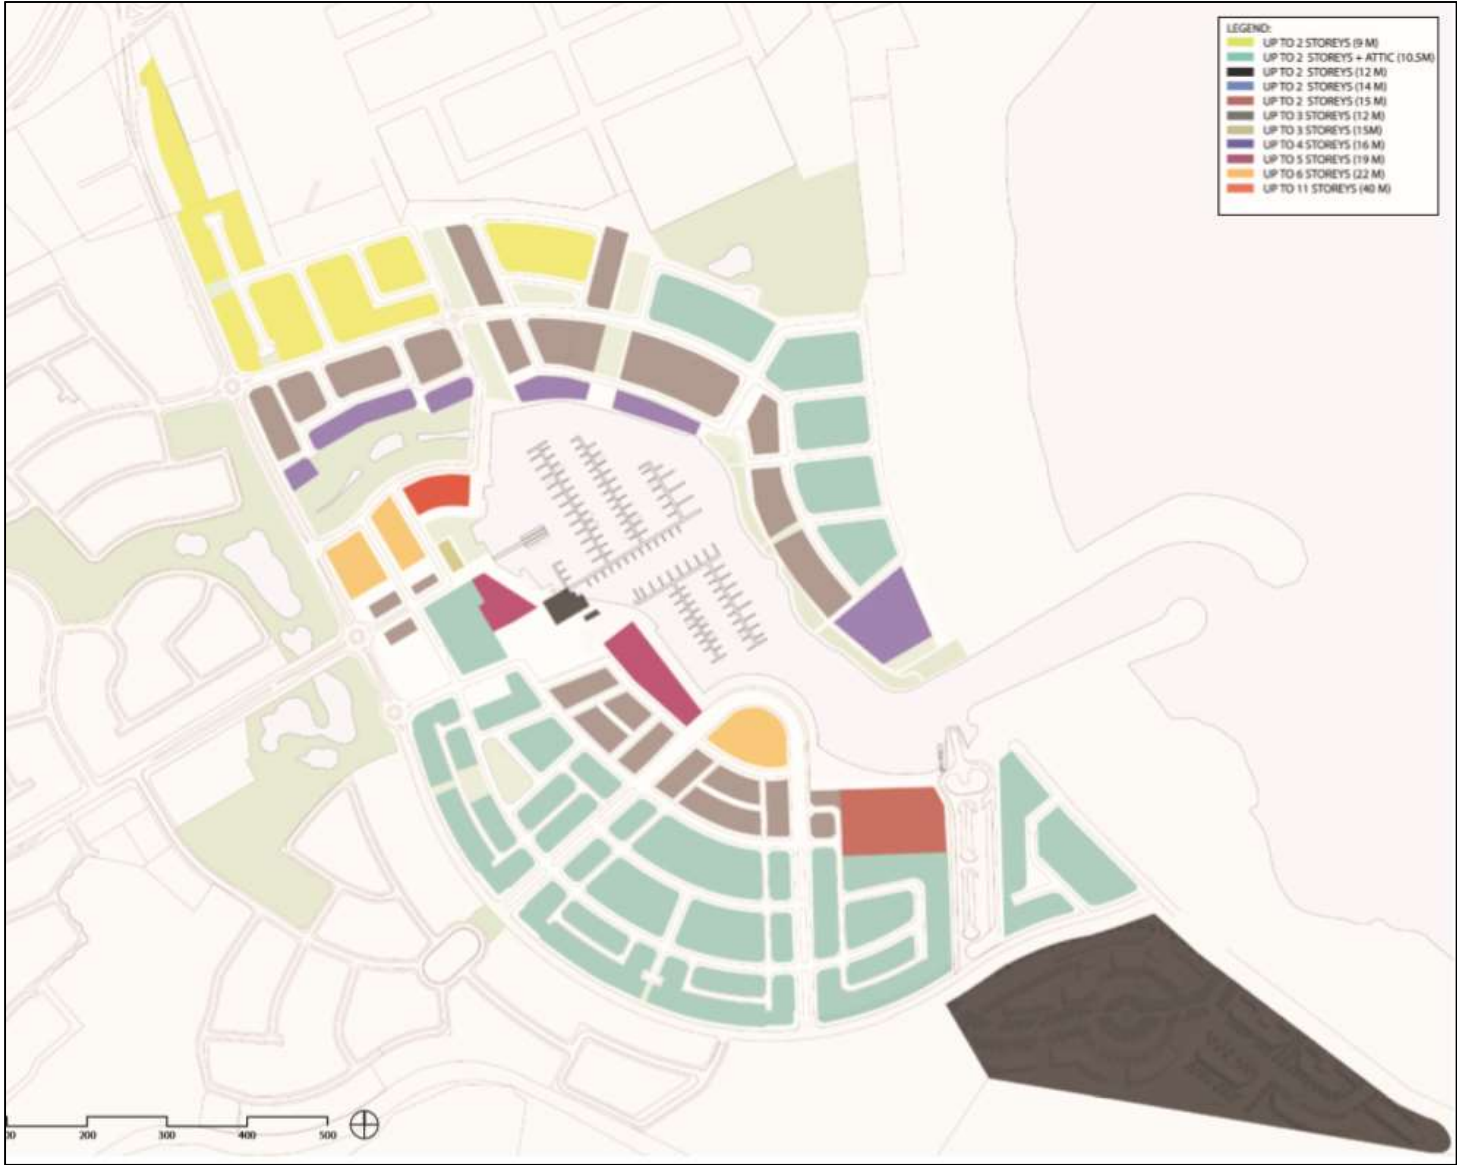 LEGEND:
UP TO 2 STOREYS (9 M)
UP TO 2 STOREYS + ATTIC (10.5M)
UP TO 2 STOREYS (12 M)
UP TO 2 STOREYS (14 M)
UP TO 2 STOREYS (15 M)
UP TO 3 STOREYS (12 M)
UP TO 3 STOREYS (15M)
UP TO 4 STOREYS (16 M)
UP TO 5 STOREYS (19 M)
UP TO 6 STOREYS (22 M)
UP TO 11 STOREYS (40 M)
00 200 300 400 500